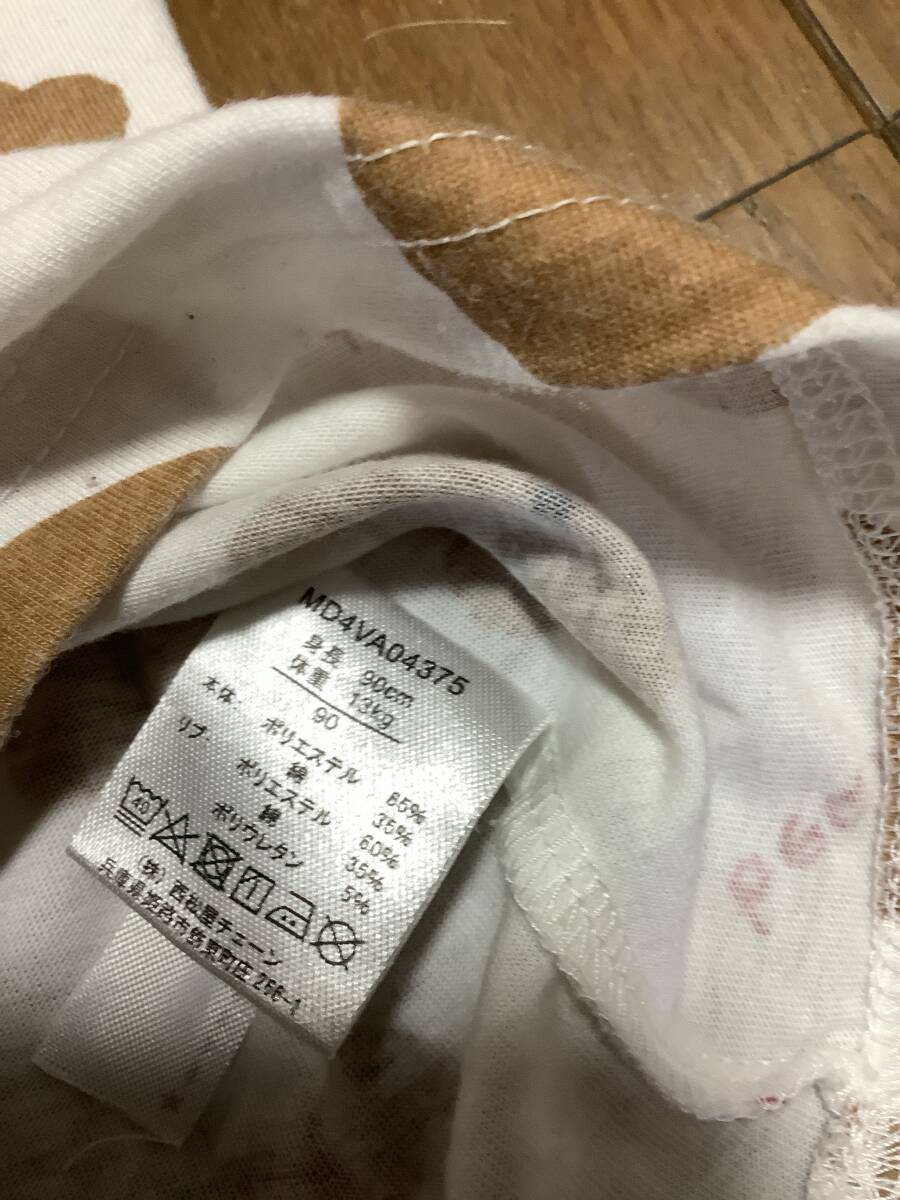 MD4VA04375
身長 90cm
体重 13kg
90
本体: ポリエステル 65%
綿 35%
リブ: ポリエステル 60%
綿 35%
ポリウレタン 5%
40
(株)西松屋チェーン
兵庫県姫路市飾東町庄 266-1